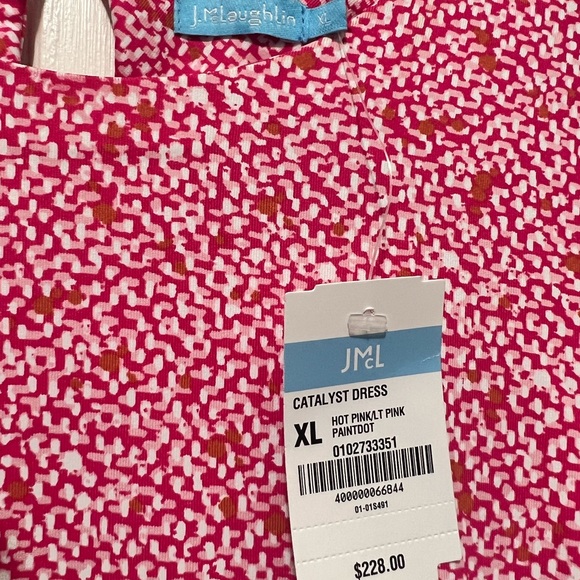 J.McLaughlin XL
JMcL
CATALYST DRESS
XL HOT PINK/LT PINK
PAINTDOT
0102733351
400000066844
01-01S491
$228.00